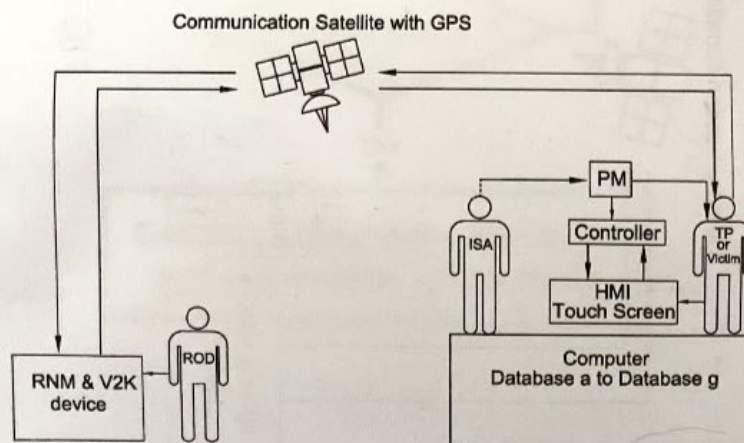 Communication Satellite with GPS
PM
ISA
Controller
TP
or
Victim
HMI
Touch Screen
ROD
RNM & V2K
device
Computer
Database a to Database g